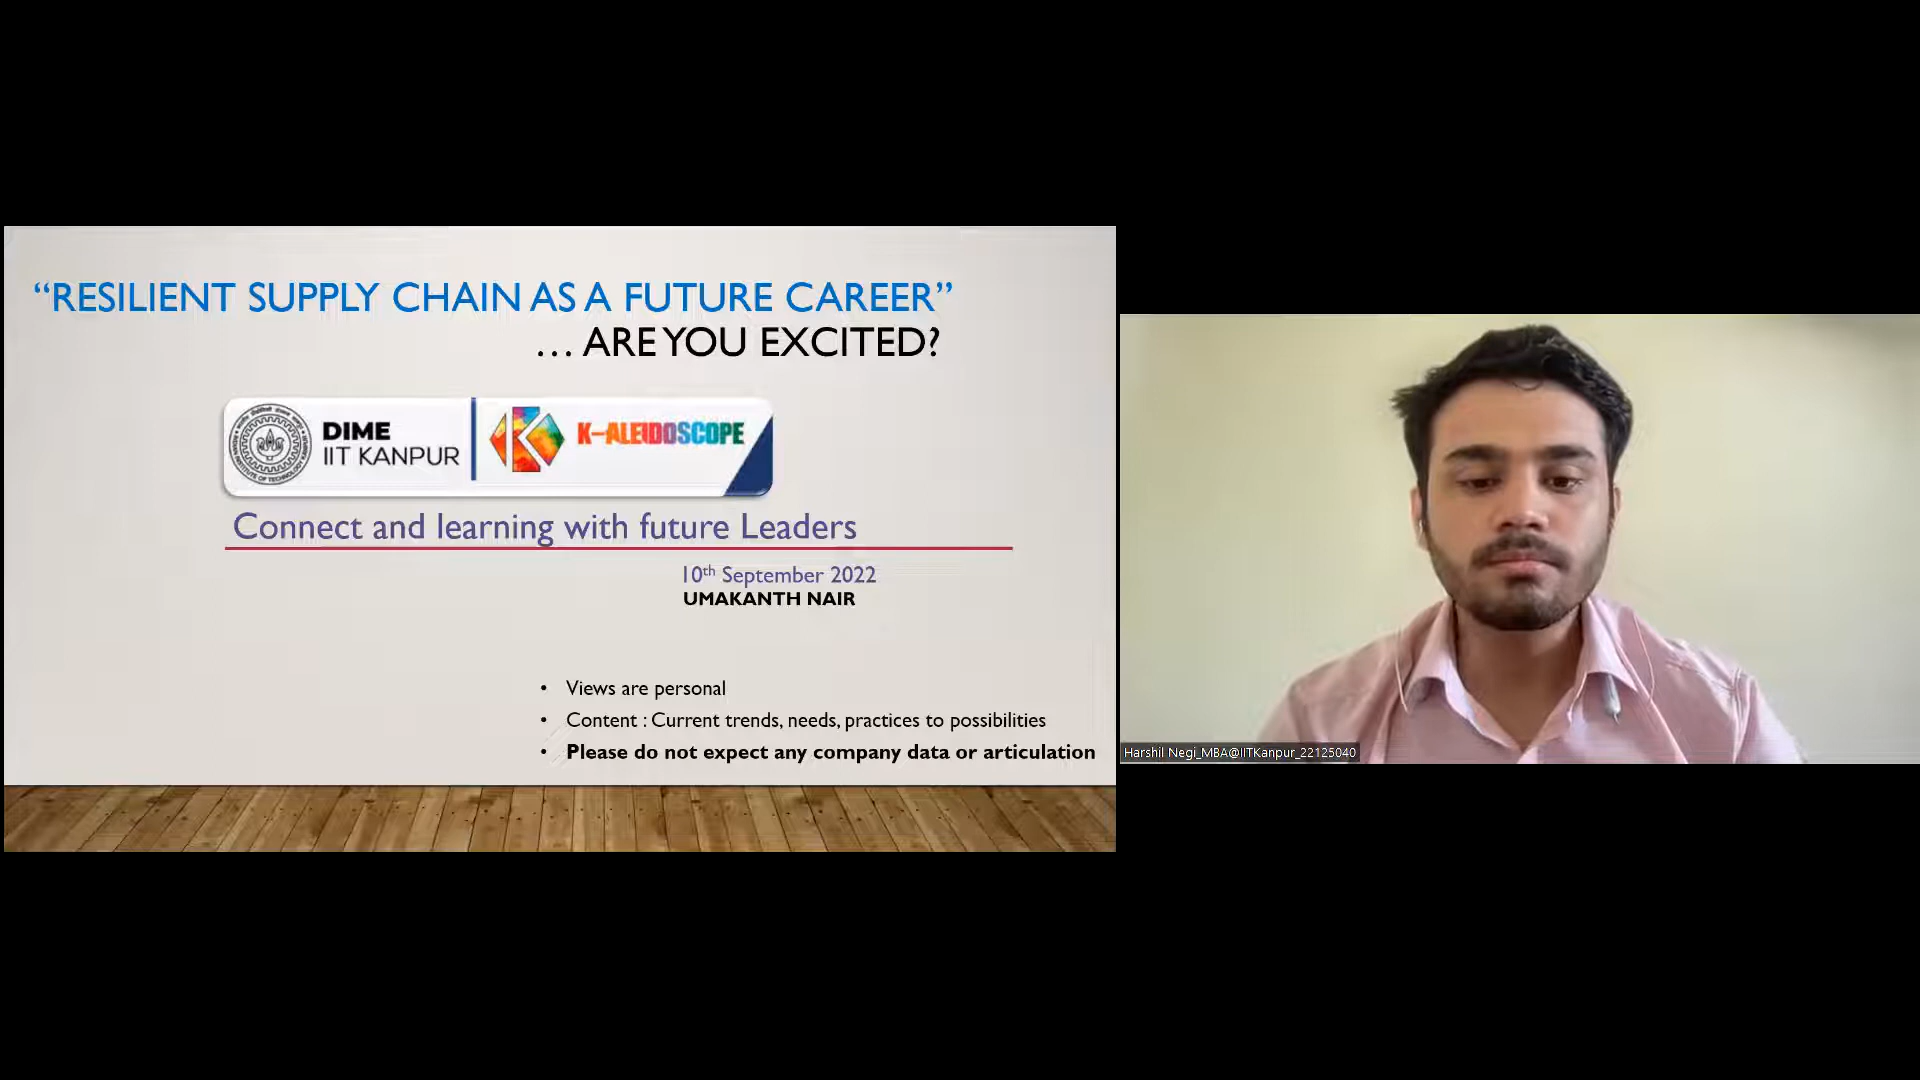 “RESILIENT SUPPLY CHAIN AS A FUTURE CAREER”
... ARE YOU EXCITED?
DIME
IIT KANPUR
K-ALEIDOSCOPE
Connect and learning with future Leaders
10th September 2022
UMAKANTH NAIR
• Views are personal
• Content : Current trends, needs, practices to possibilities
• Please do not expect any company data or articulation
Harshil Negi_MBA@IITKanpur_22125040